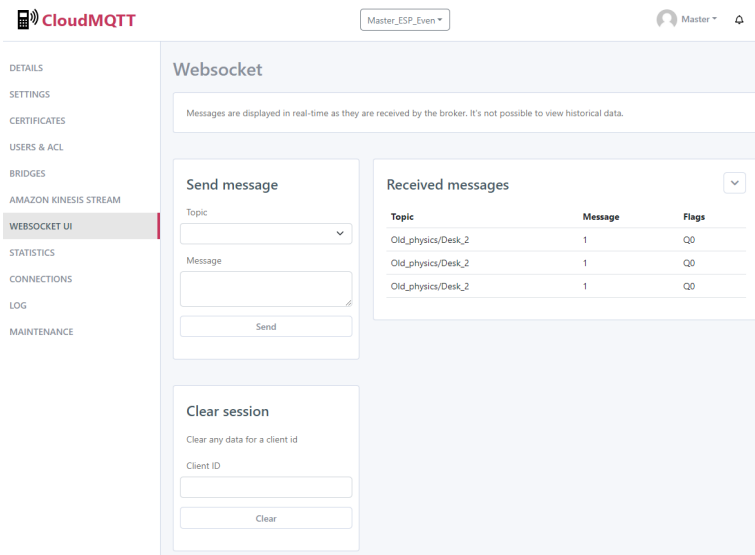 CloudMQTT
Master_ESP_Even
Master
DETAILS
SETTINGS
CERTIFICATES
USERS & ACL
BRIDGES
AMAZON KINESIS STREAM
WEBSOCKET UI
STATISTICS
CONNECTIONS
LOG
MAINTENANCE
Websocket
Messages are displayed in real-time as they are received by the broker. It's not possible to view historical data.
Send message
Topic
Message
Send
Received messages
Topic Message Flags
Old_physics/Desk_2 1 Q0
Old_physics/Desk_2 1 Q0
Old_physics/Desk_2 1 Q0
Clear session
Clear any data for a client id
Client ID
Clear